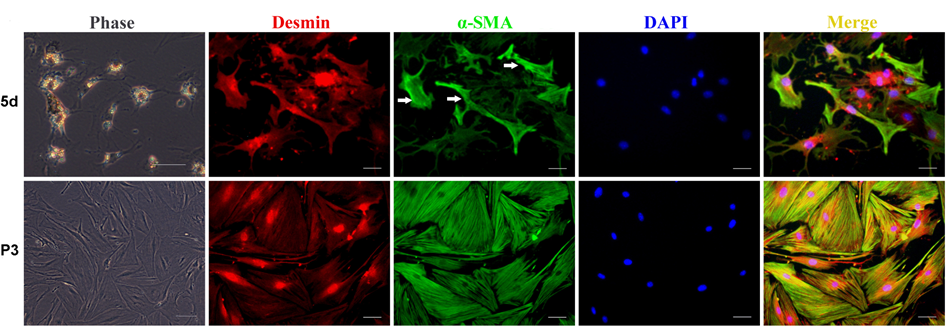 Phase Desmin α-SMA DAPI Merge
5d
P3